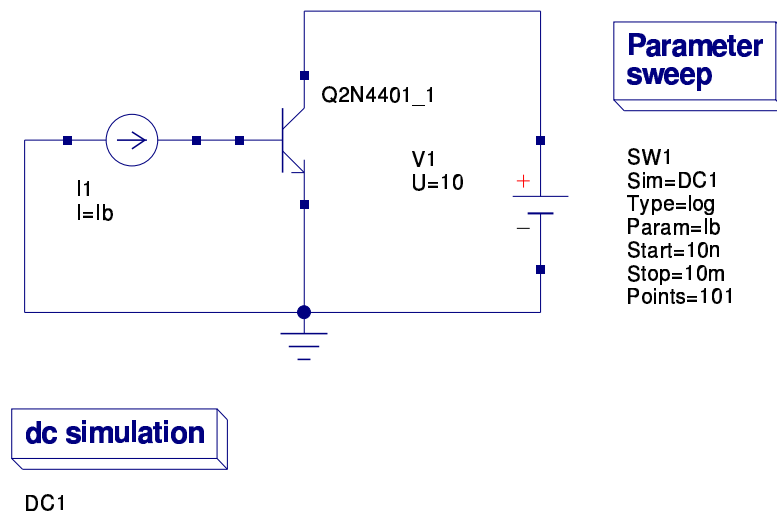 Parameter
sweep
Q2N4401_1
V1
U=10
+
−
I1
I=Ib
SW1
Sim=DC1
Type=log
Param=Ib
Start=10n
Stop=10m
Points=101
dc simulation
DC1